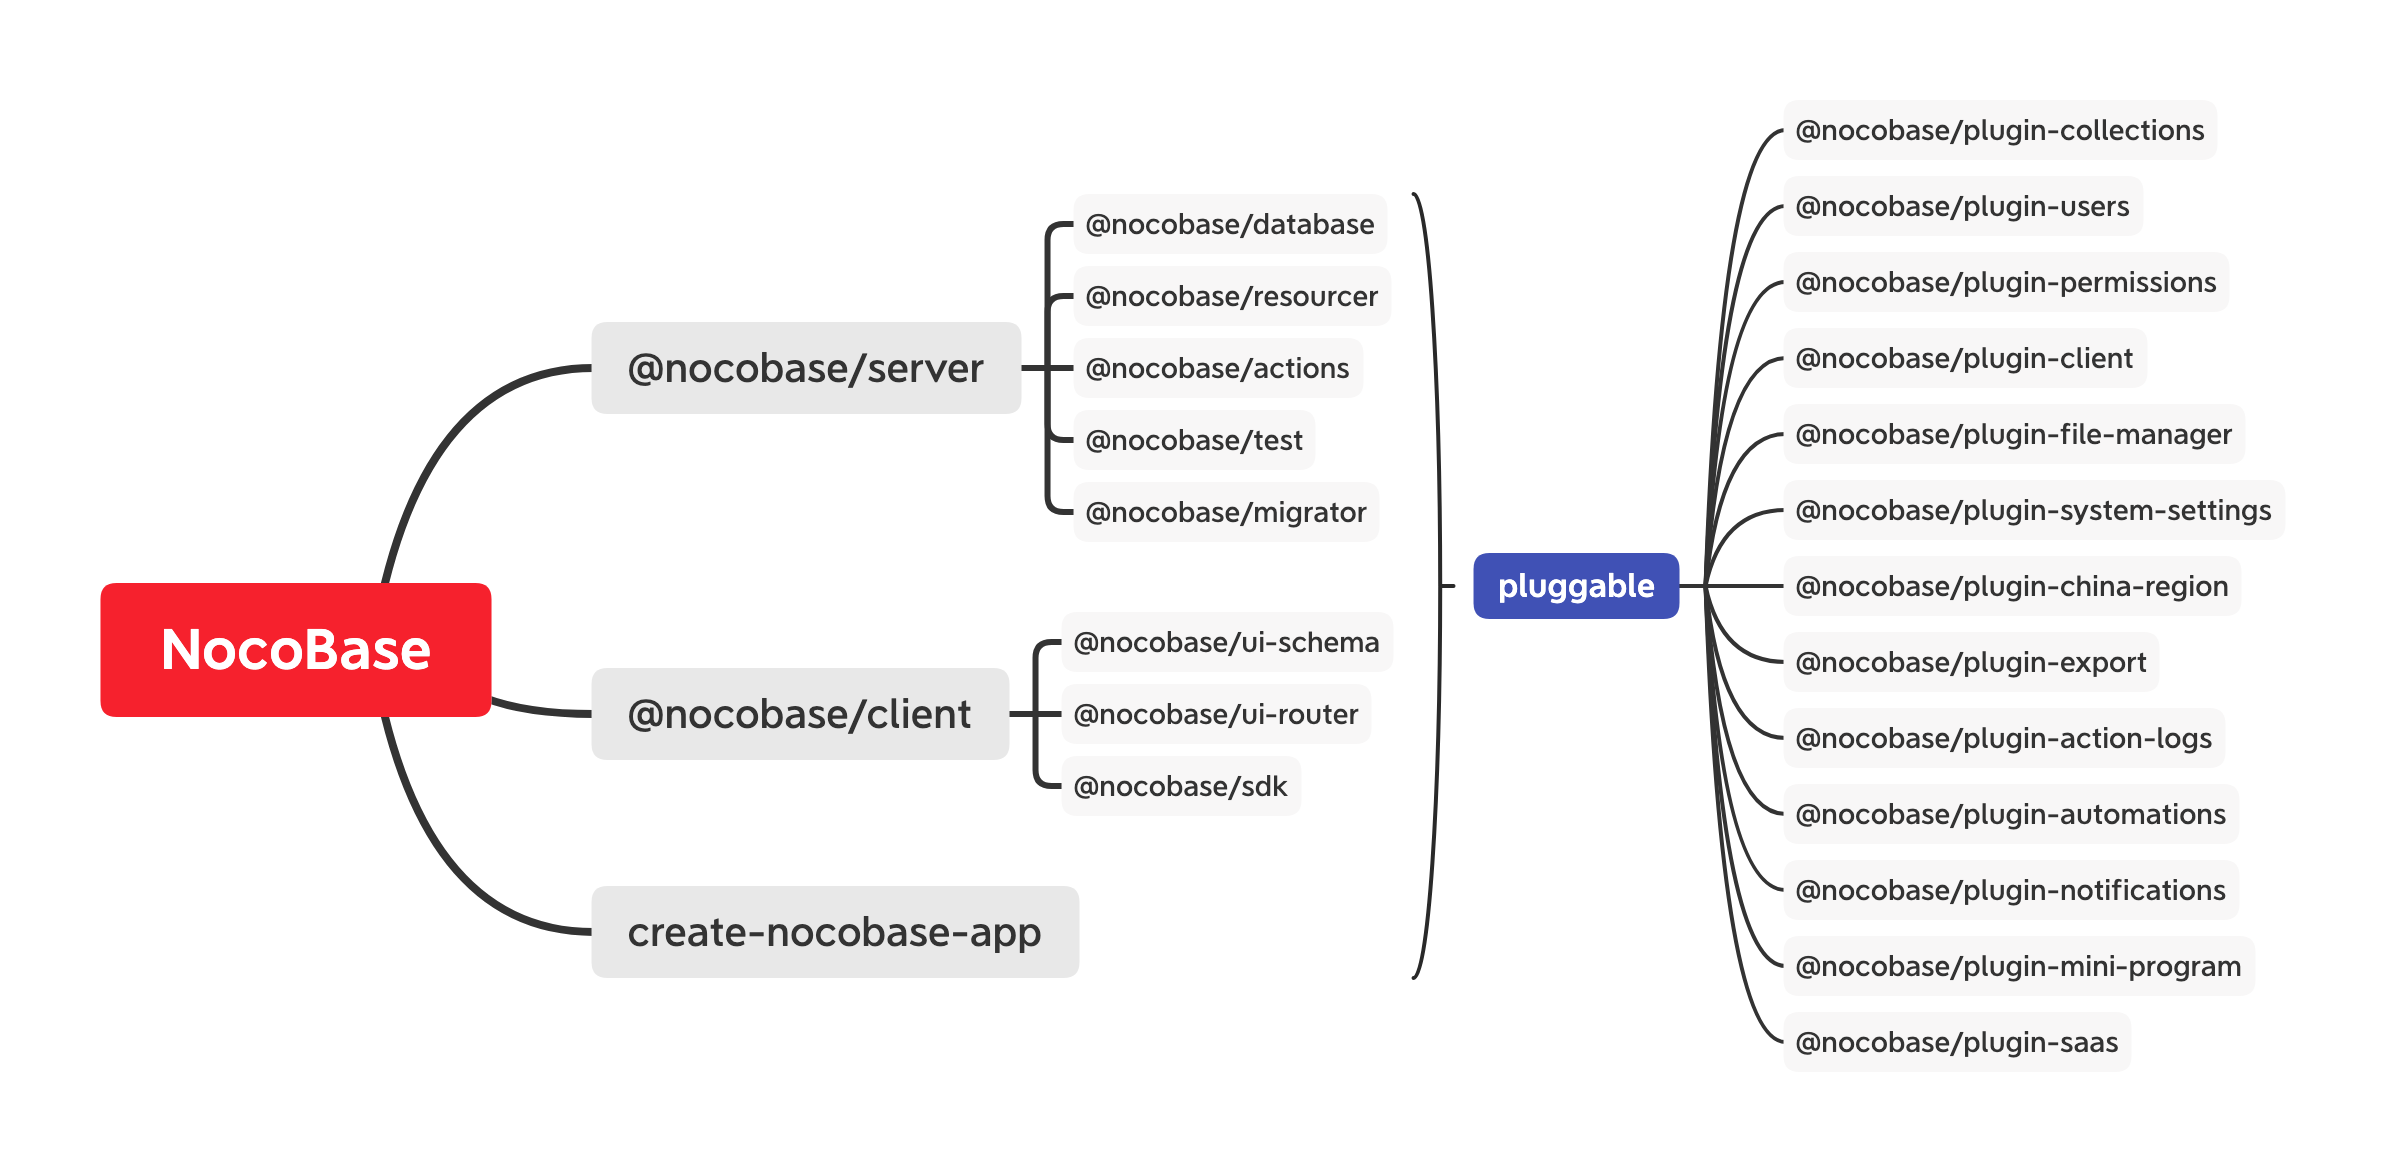 NocoBase
@nocobase/server
@nocobase/database
@nocobase/resourcer
@nocobase/actions
@nocobase/test
@nocobase/migrator
@nocobase/client
@nocobase/ui-schema
@nocobase/ui-router
@nocobase/sdk
create-nocobase-app
pluggable
@nocobase/plugin-collections
@nocobase/plugin-users
@nocobase/plugin-permissions
@nocobase/plugin-client
@nocobase/plugin-file-manager
@nocobase/plugin-system-settings
@nocobase/plugin-china-region
@nocobase/plugin-export
@nocobase/plugin-action-logs
@nocobase/plugin-automations
@nocobase/plugin-notifications
@nocobase/plugin-mini-program
@nocobase/plugin-saas